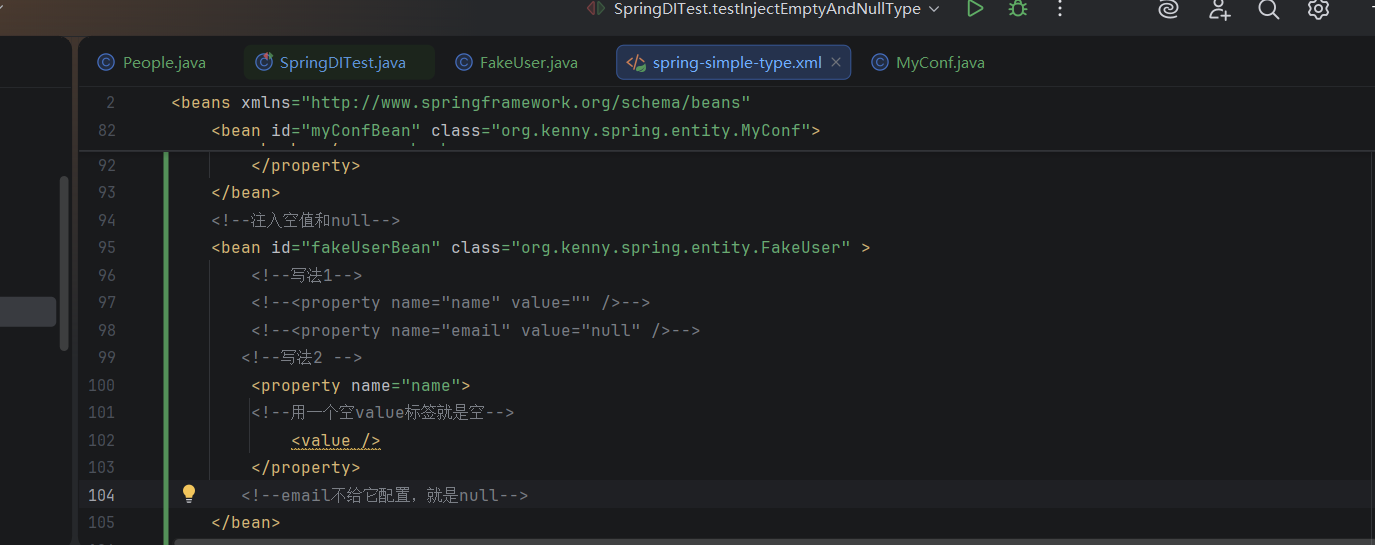 SpringDITest.testInjectEmptyAndNullType
People.java
SpringDITest.java
FakeUser.java
spring-simple-type.xml
MyConf.java
2 <beans xmlns="http://www.springframework.org/schema/beans"
82 <bean id="myConfBean" class="org.kenny.spring.entity.MyConf">
92 </property>
93 </bean>
94 <!--注入空值和null-->
95 <bean id="fakeUserBean" class="org.kenny.spring.entity.FakeUser" >
96 <!--写法1-->
97 <!--<property name="name" value="" />-->
98 <!--<property name="email" value="null" />-->
99 <!--写法2 -->
100 <property name="name">
101 <!--用一个空value标签就是空-->
102 <value />
103 </property>
104 <!--email不给它配置，就是null-->
105 </bean>